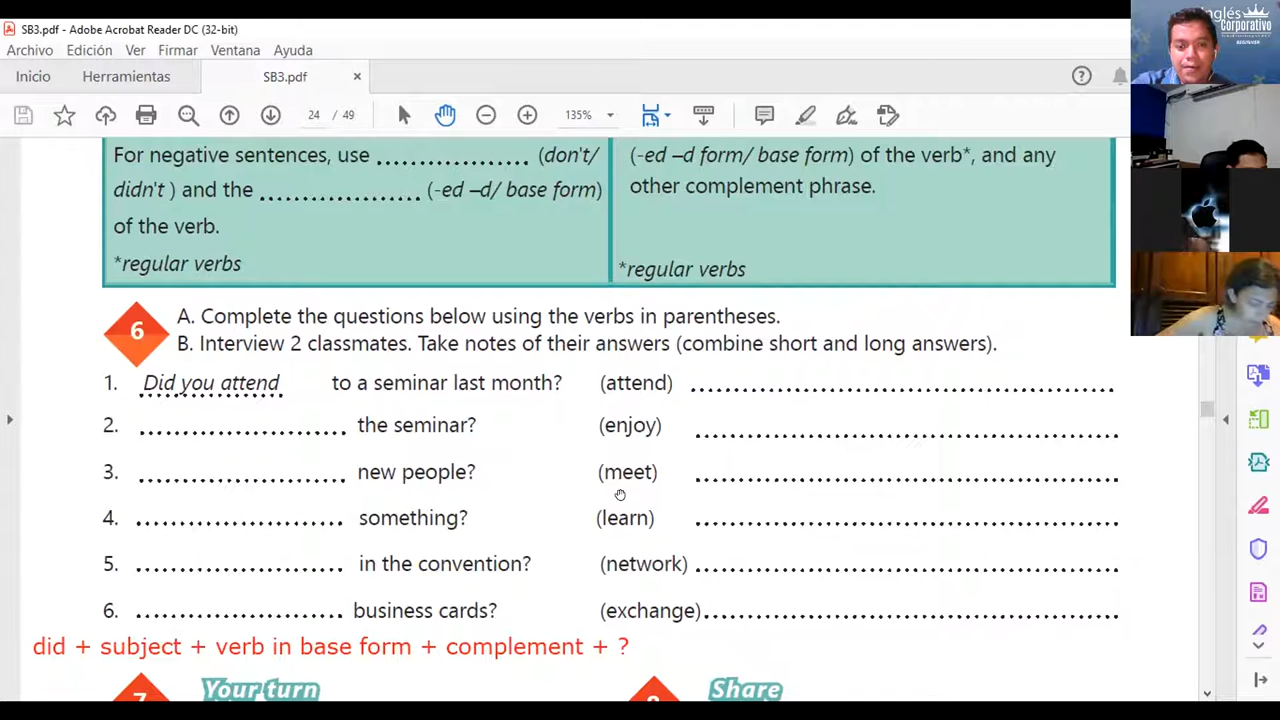 SB3.pdf - Adobe Acrobat Reader DC (32-bit)
Archivo Edición Ver Firmar Ventana Ayuda
Inicio Herramientas SB3.pdf ×
24 / 49 135%
For negative sentences, use ............... (don't/
didn't ) and the ............... (-ed –d/ base form)
of the verb.
*regular verbs
(-ed –d form/ base form) of the verb*, and any
other complement phrase.
*regular verbs
6
A. Complete the questions below using the verbs in parentheses.
B. Interview 2 classmates. Take notes of their answers (combine short and long answers).
1. Did you attend to a seminar last month? (attend) ...............
2. ............... the seminar? (enjoy) ...............
3. ............... new people? (meet) ...............
4. ............... something? (learn) ...............
5. ............... in the convention? (network) ...............
6. ............... business cards? (exchange) ...............
did + subject + verb in base form + complement + ?
7 Your turn
Share
Inglés
Corporativo
BEGINNER